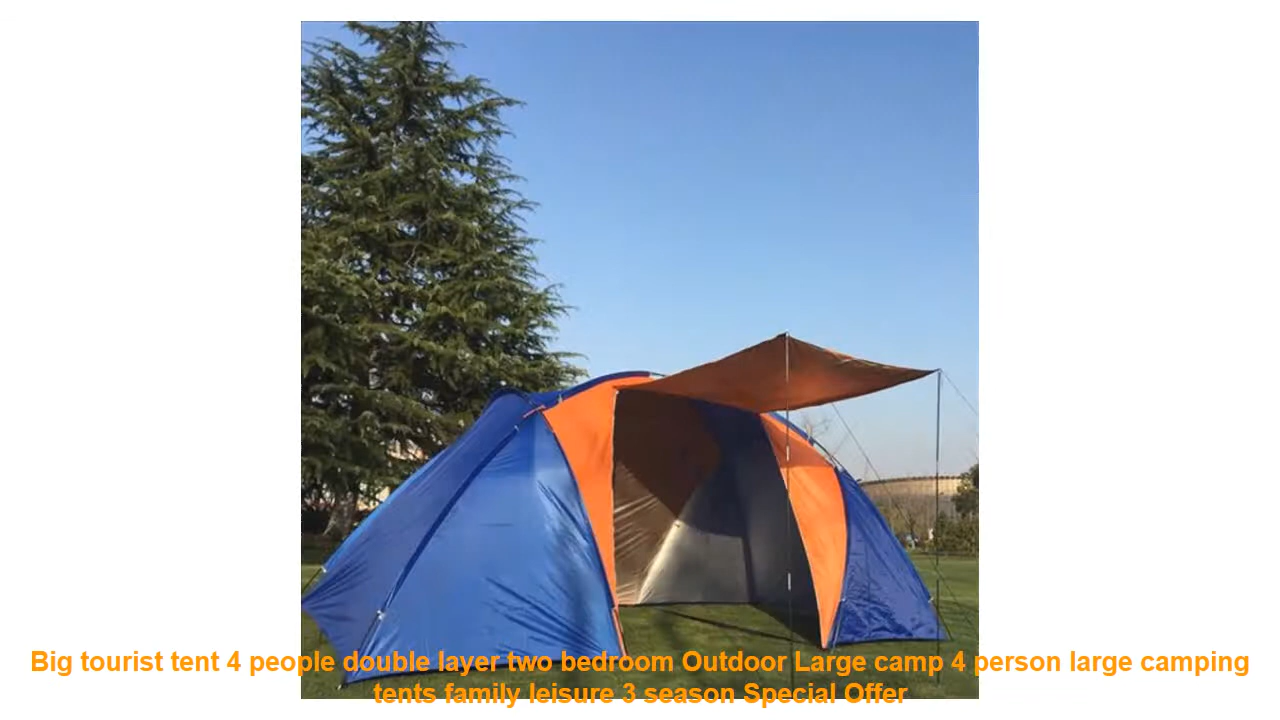 Big tourist tent 4 people double layer two bedroom Outdoor Large camp 4 person large camping
tents family leisure 3 season Special Offer